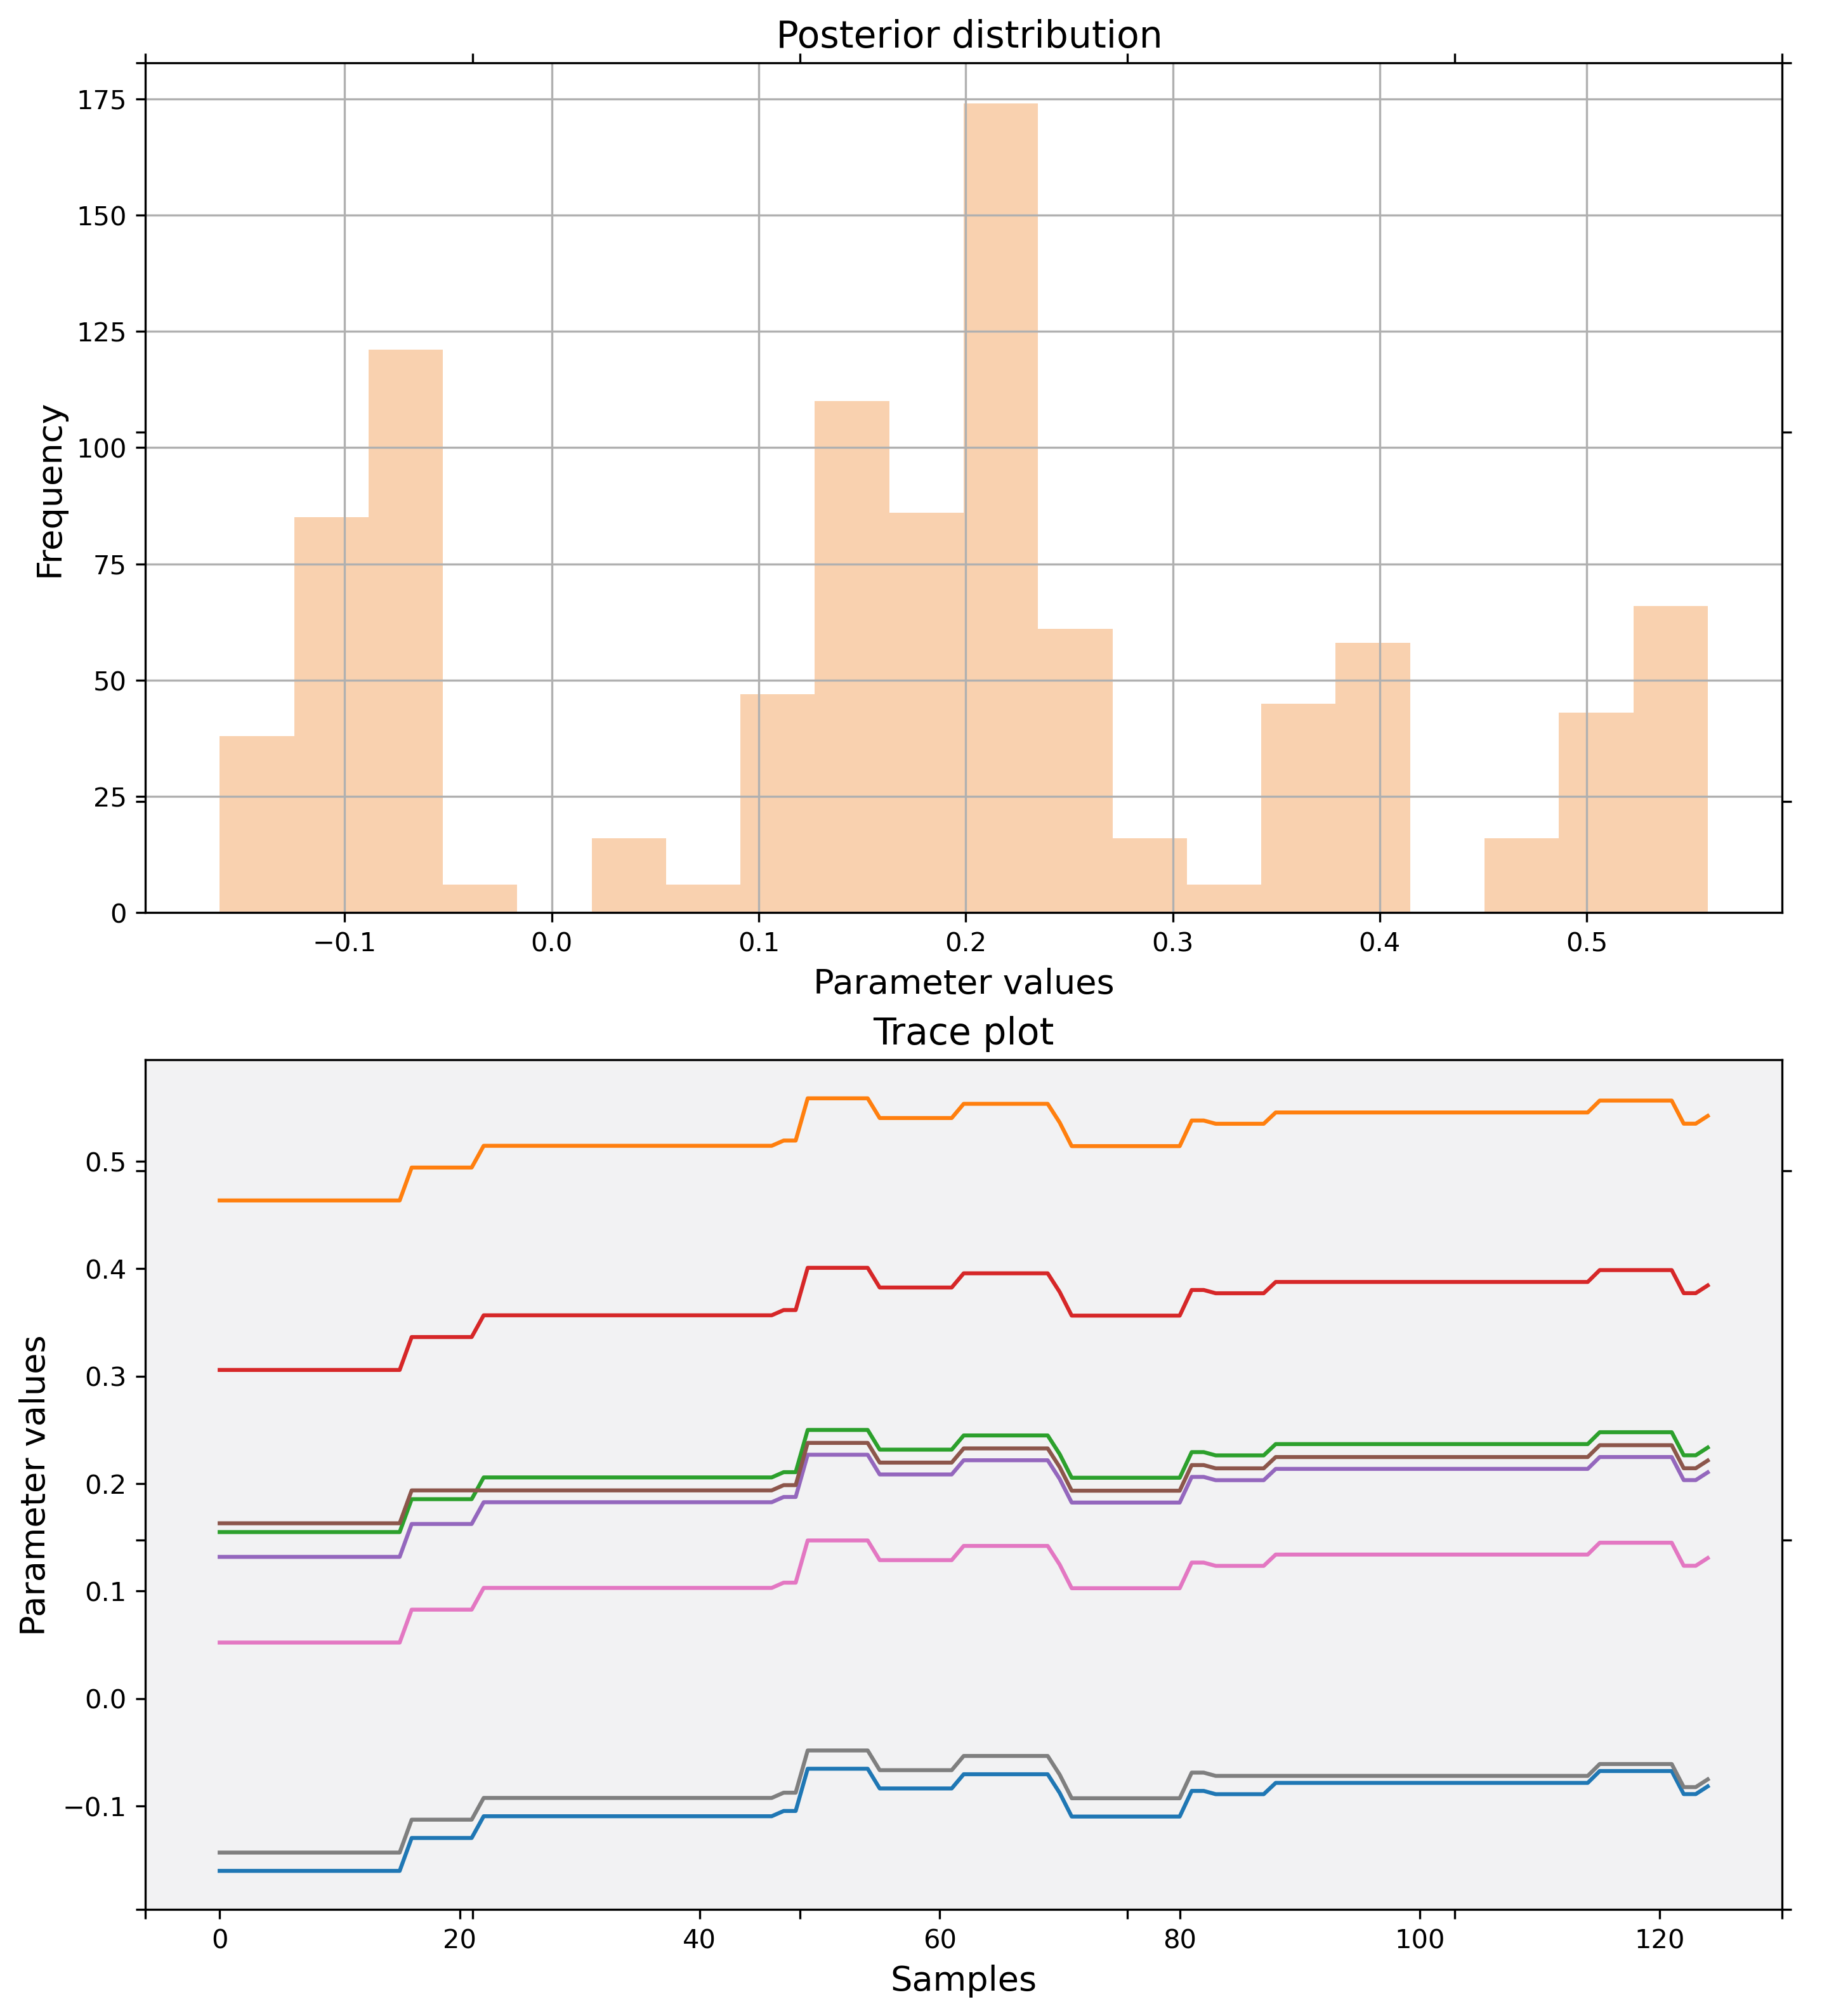 Posterior distribution
175
150
125
100
75
50
25
0
Frequency
−0.1 0.0 0.1 0.2 0.3 0.4 0.5
Parameter values
Trace plot
0.5
0.4
0.3
0.2
0.1
0.0
−0.1
Parameter values
0 20 40 60 80 100 120
Samples